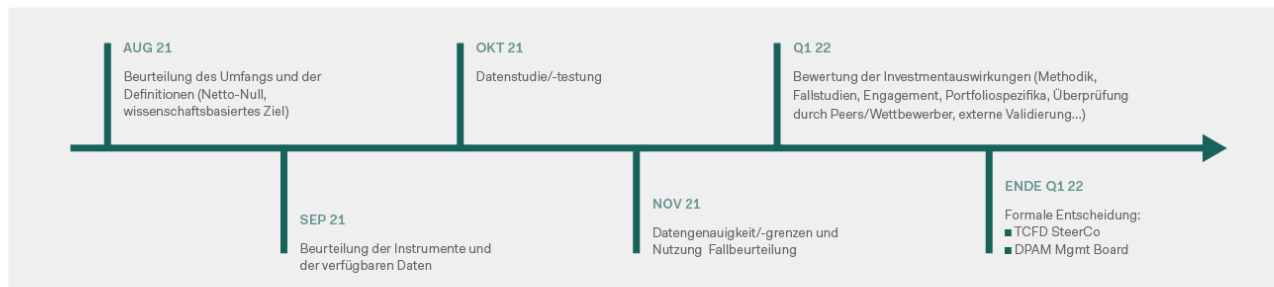 AUG 21
Beurteilung des Umfangs und der
Definitionen (Netto-Null,
wissenschaftsbasiertes Ziel)
SEP 21
Beurteilung der Instrumente und
der verfügbaren Daten
OKT 21
Datenstudie/-testung
NOV 21
Datengenauigkeit/-grenzen und
Nutzung Fallbeurteilung
Q1 22
Bewertung der Investmentauswirkungen (Methodik,
Fallstudien, Engagement, Portfoliospezifika, Überprüfung
durch Peers/Wettbewerber, externe Validierung...)
ENDE Q1 22
Formale Entscheidung:
■ TCFD SteerCo
■ DPAM Mgmt Board